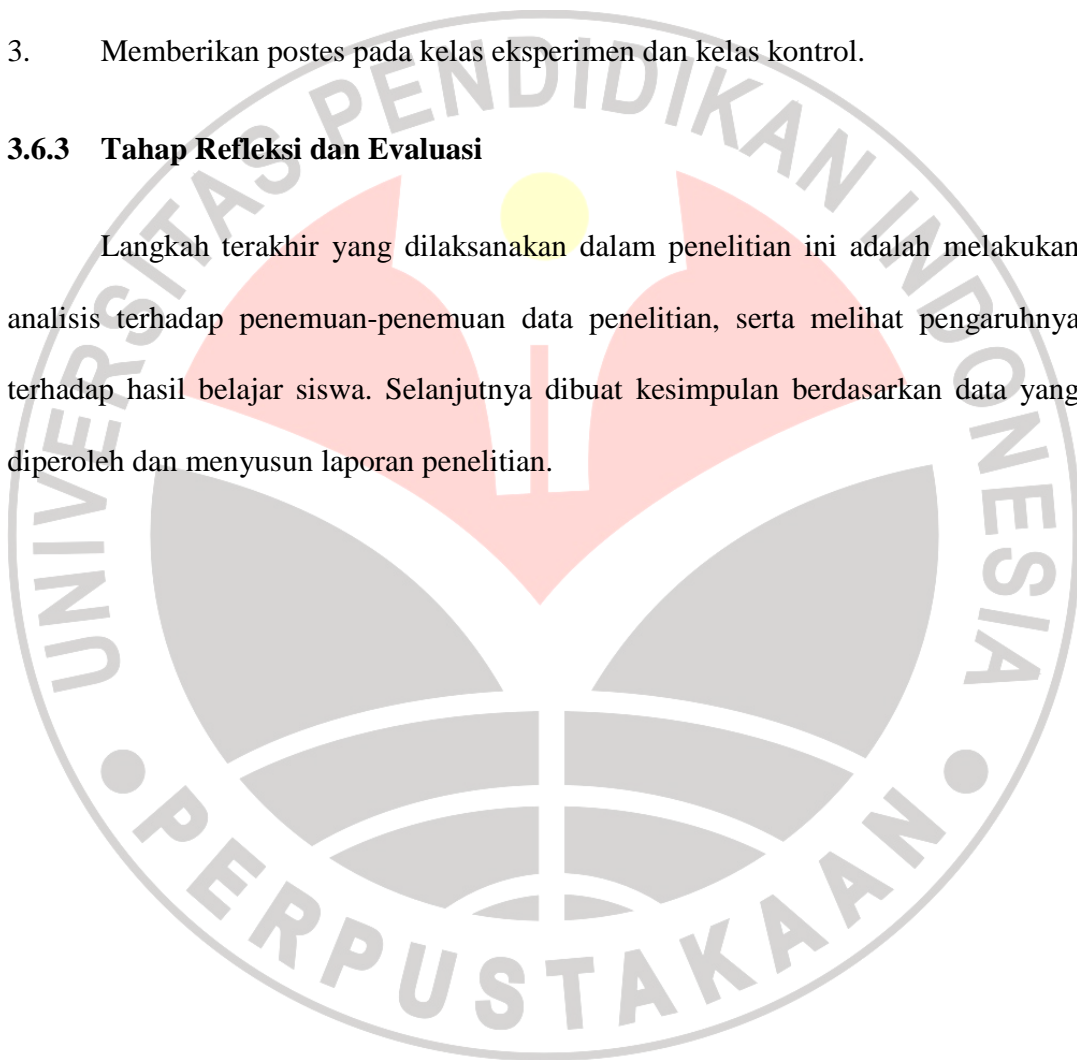 3. Memberikan postes pada kelas eksperimen dan kelas kontrol.
3.6.3 Tahap Refleksi dan Evaluasi
Langkah terakhir yang dilaksanakan dalam penelitian ini adalah melakukan
analisis terhadap penemuan-penemuan data penelitian, serta melihat pengaruhnya
terhadap hasil belajar siswa. Selanjutnya dibuat kesimpulan berdasarkan data yang
diperoleh dan menyusun laporan penelitian.
UNIVERSITAS PENDIDIKAN INDONESIA
PERPUSTAKAAN